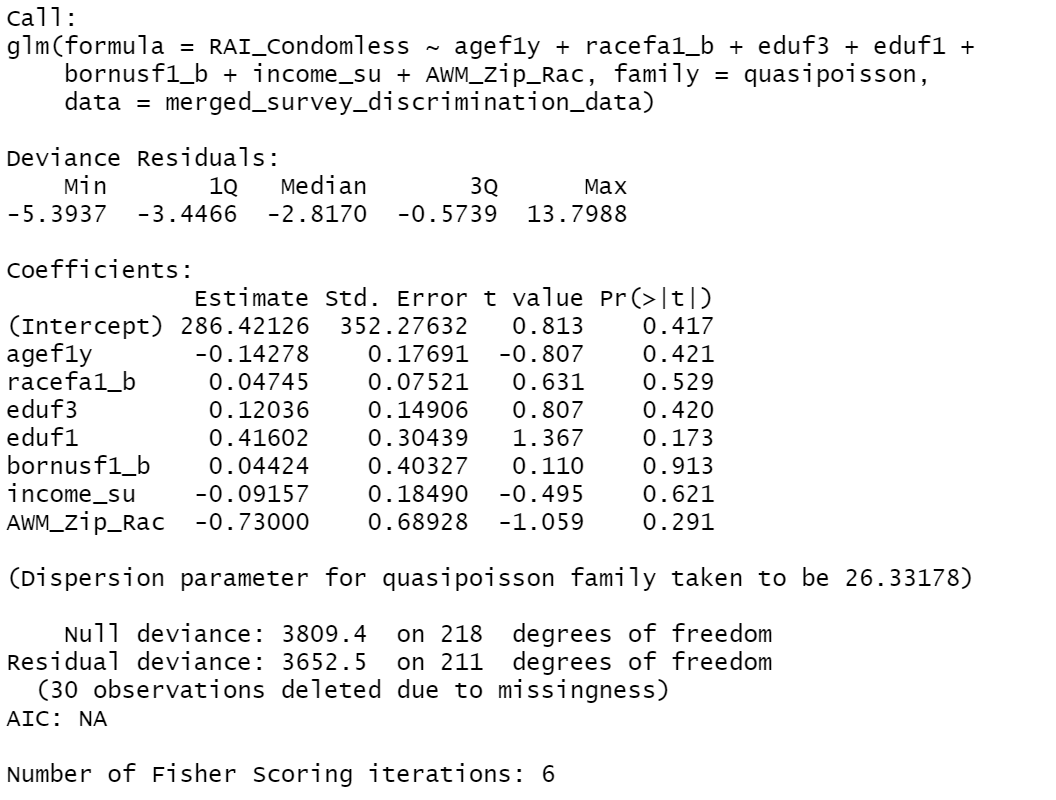 Call:
glm(formula = RAI_Condomless ~ agef1y + racefa1_b + eduf3 + eduf1 +
    bornusf1_b + income_su + AWM_Zip_Rac, family = quasipoisson,
    data = merged_survey_discrimination_data)

Deviance Residuals:
    Min       1Q   Median       3Q      Max
-5.3937  -3.4466  -2.8170  -0.5739  13.7988

Coefficients:
             Estimate Std. Error t value Pr(>|t|)
(Intercept) 286.42126  352.27632   0.813    0.417
agef1y       -0.14278    0.17691  -0.807    0.421
racefa1_b     0.04745    0.07521   0.631    0.529
eduf3         0.12036    0.14906   0.807    0.420
eduf1         0.41602    0.30439   1.367    0.173
bornusf1_b    0.04424    0.40327   0.110    0.913
income_su    -0.09157    0.18490  -0.495    0.621
AWM_Zip_Rac  -0.73000    0.68928  -1.059    0.291

(Dispersion parameter for quasipoisson family taken to be 26.33178)

    Null deviance: 3809.4  on 218  degrees of freedom
Residual deviance: 3652.5  on 211  degrees of freedom
  (30 observations deleted due to missingness)
AIC: NA

Number of Fisher Scoring iterations: 6